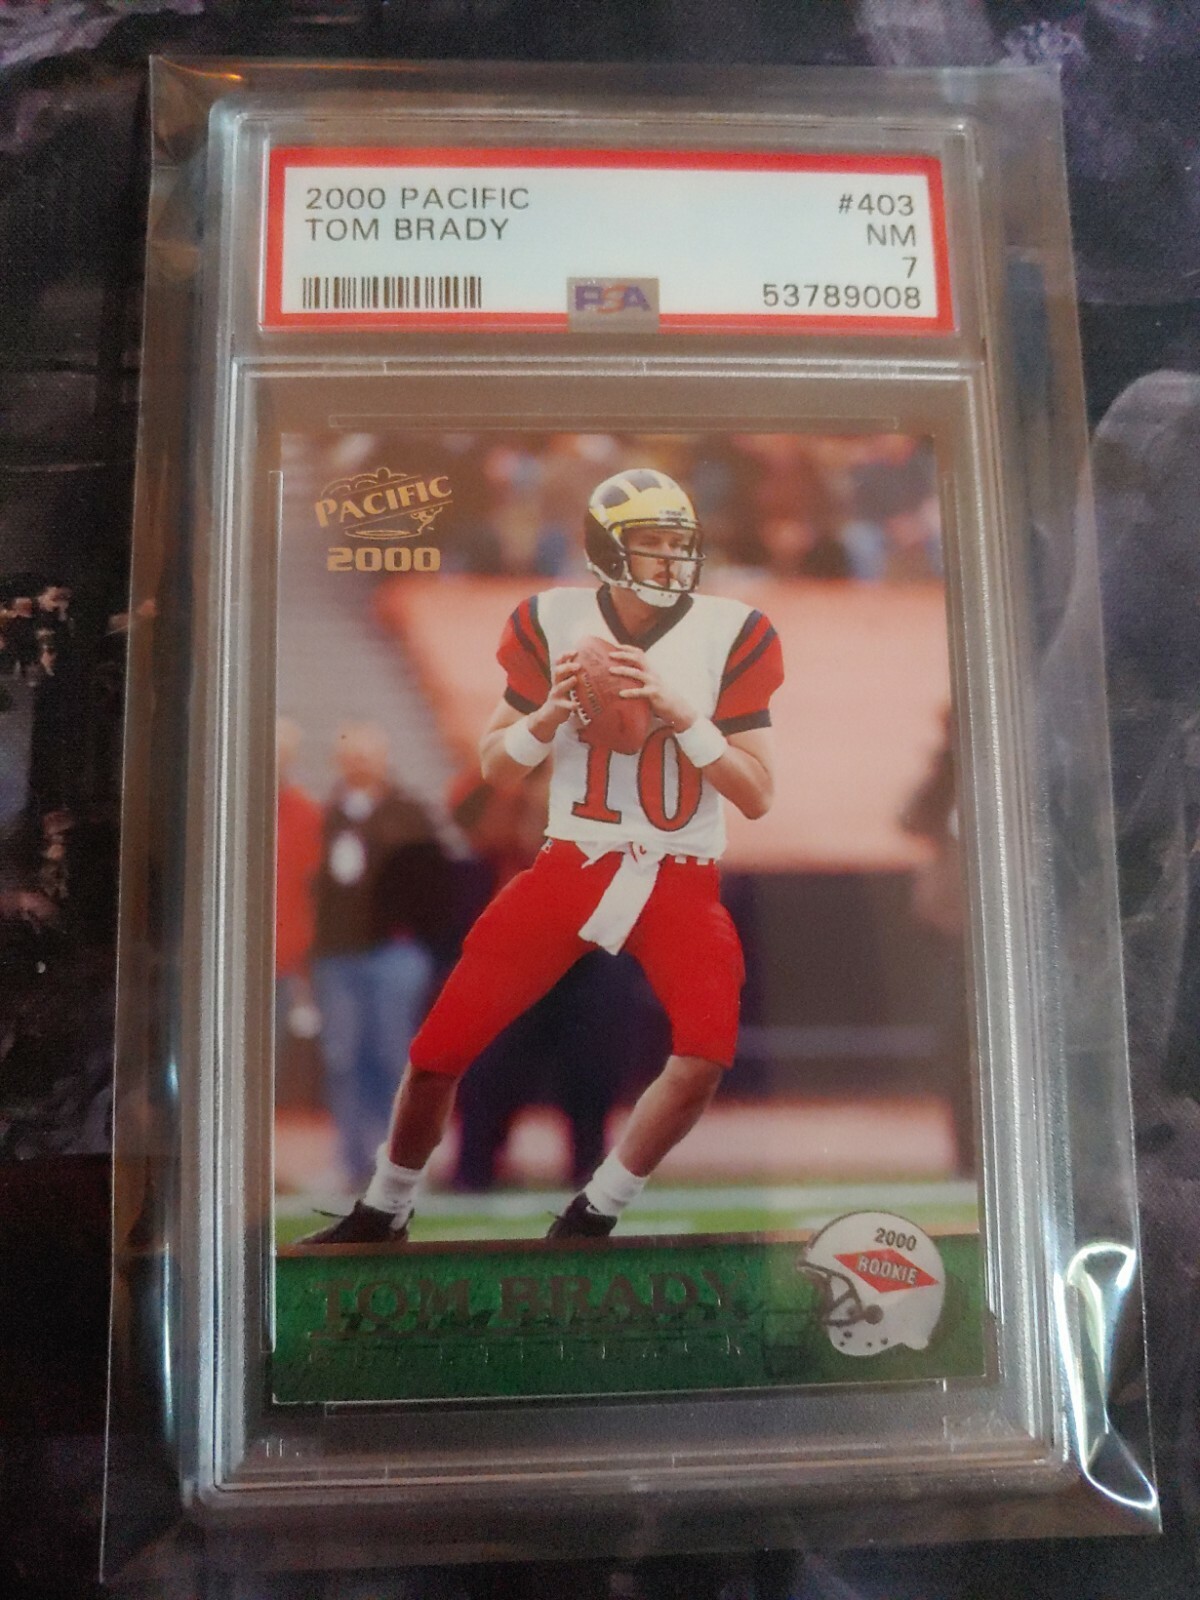 2000 PACIFIC
#403
TOM BRADY
NM
7
PSA
53789008
PACIFIC
2000
10
2000
ROOKIE
TOM BRADY